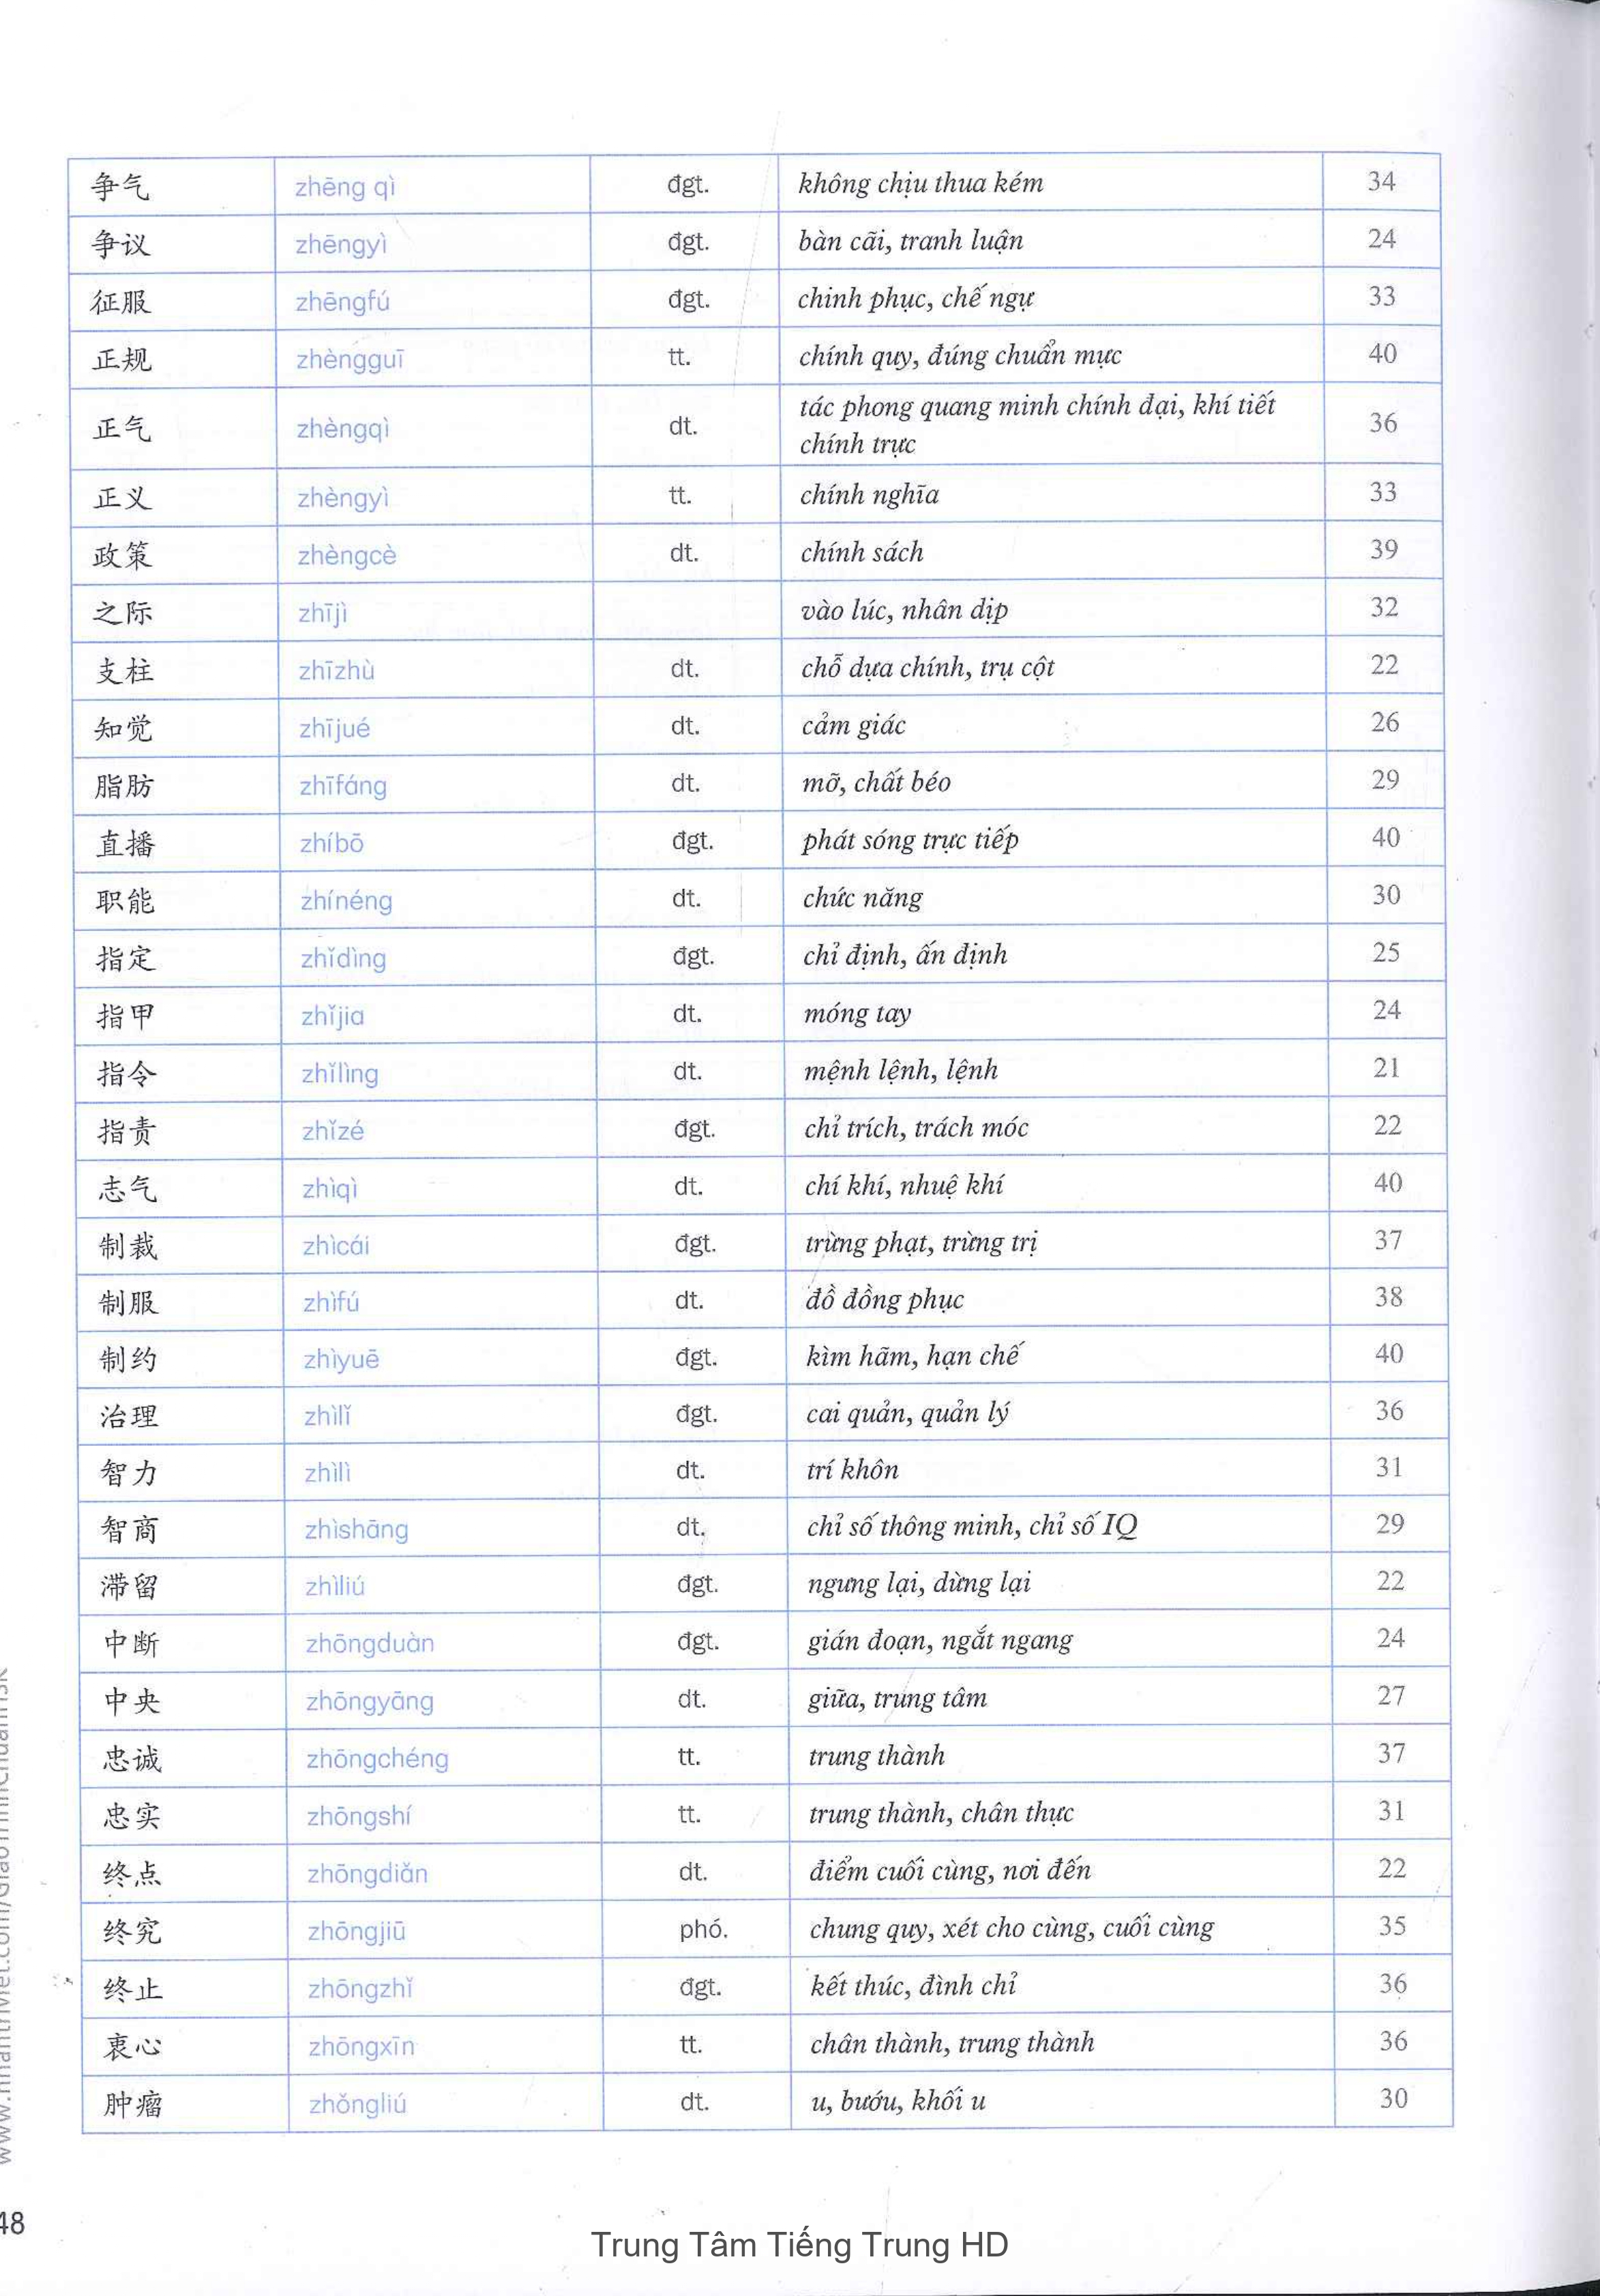 争气 zhēng qì đgt. không chịu thua kém 34
争议 zhēngyì đgt. bàn cãi, tranh luận 24
征服 zhēngfú đgt. chinh phục, chế ngự 33
正规 zhèngguī tt. chính quy, đúng chuẩn mực 40
正气 zhèngqì dt. tác phong quang minh chính đại, khí tiết
chính trực 36
正义 zhèngyì tt. chính nghĩa 33
政策 zhèngcè dt. chính sách 39
之际 zhījì vào lúc, nhân dịp 32
支柱 zhīzhù dt. chỗ dựa chính, trụ cột 22
知觉 zhījué dt. cảm giác 26
脂肪 zhīfáng dt. mỡ, chất béo 29
直播 zhíbō đgt. phát sóng trực tiếp 40
职能 zhínéng dt. chức năng 30
指定 zhǐdìng đgt. chỉ định, ấn định 25
指甲 zhǐjia dt. móng tay 24
指令 zhǐlìng dt. mệnh lệnh, lệnh 21
指责 zhǐzé đgt. chỉ trích, trách móc 22
志气 zhìqì dt. chí khí, nhuệ khí 40
制裁 zhìcái đgt. trừng phạt, trừng trị 37
制服 zhìfú dt. đồ đồng phục 38
制约 zhìyuē đgt. kìm hãm, hạn chế 40
治理 zhìlǐ đgt. cai quản, quản lý 36
智力 zhìlì dt. trí khôn 31
智商 zhìshāng dt. chỉ số thông minh, chỉ số IQ 29
滞留 zhìliú đgt. ngưng lại, dừng lại 22
中断 zhōngduàn đgt. gián đoạn, ngắt ngang 24
中央 zhōngyāng dt. giữa, trung tâm 27
忠诚 zhōngchéng tt. trung thành 37
忠实 zhōngshí tt. trung thành, chân thực 31
终点 zhōngdiǎn dt. điểm cuối cùng, nơi đến 22
终究 zhōngjiū phó. chung quy, xét cho cùng, cuối cùng 35
终止 zhōngzhǐ đgt. kết thúc, đình chỉ 36
衷心 zhōngxīn tt. chân thành, trung thành 36
肿瘤 zhǒngliú dt. u, bướu, khối u 30
48
Trung Tâm Tiếng Trung HD